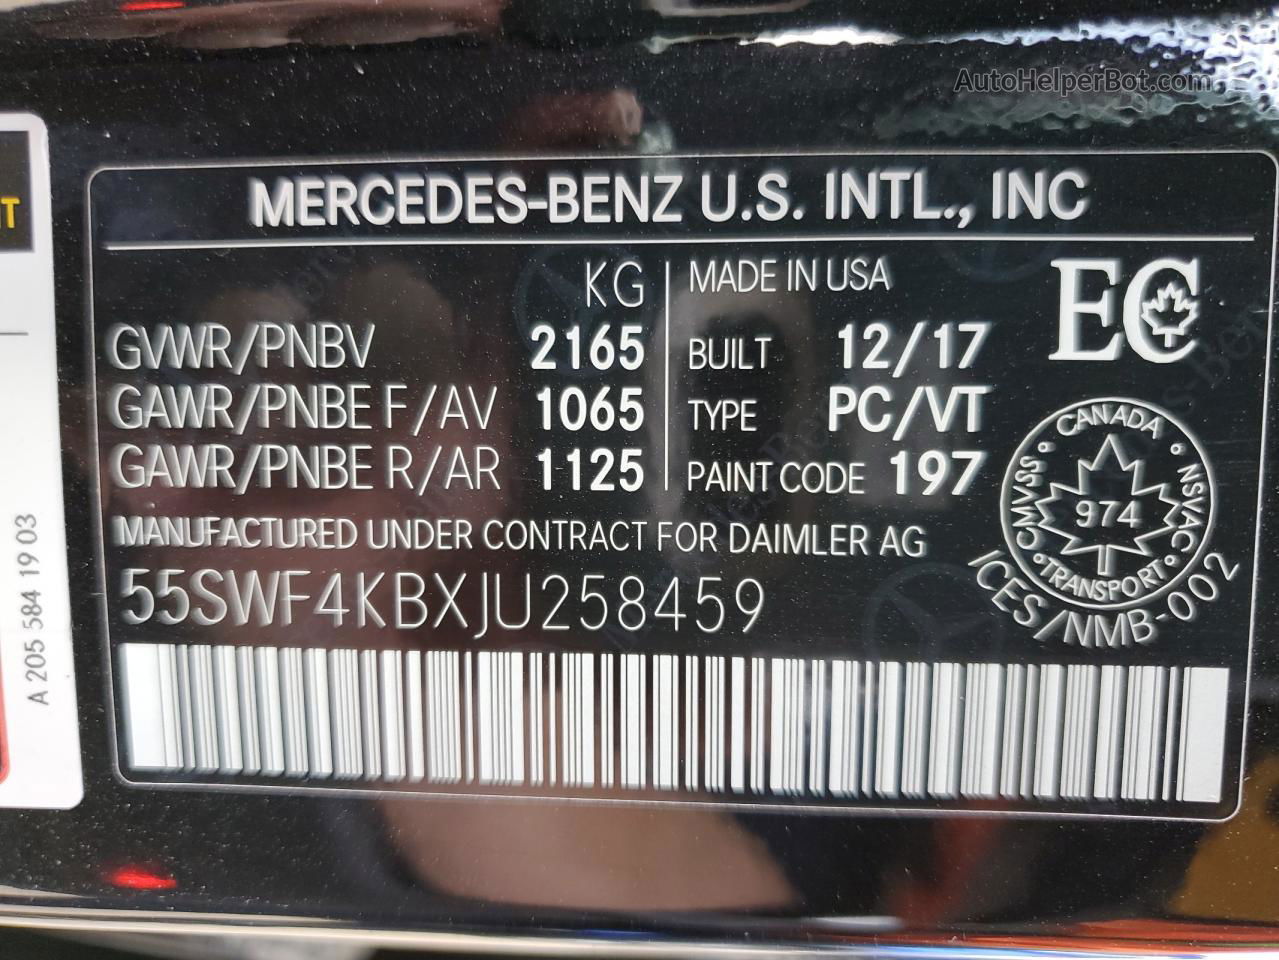 AutoHelperBot.com
MERCEDES-BENZ U.S. INTL., INC
KG
GVWR/PNBV 2165
GAWR/PNBE F/AV 1065
GAWR/PNBE R/AR 1125
MADE IN USA
BUILT 12/17
TYPE PC/VT
PAINT CODE 197
EC
MANUFACTURED UNDER CONTRACT FOR DAIMLER AG
55SWF4KBXJU258459
CANADA
CMVSS
NSVAC
974
TRANSPORT
ICES/NMB-002
A 205 584 19 03